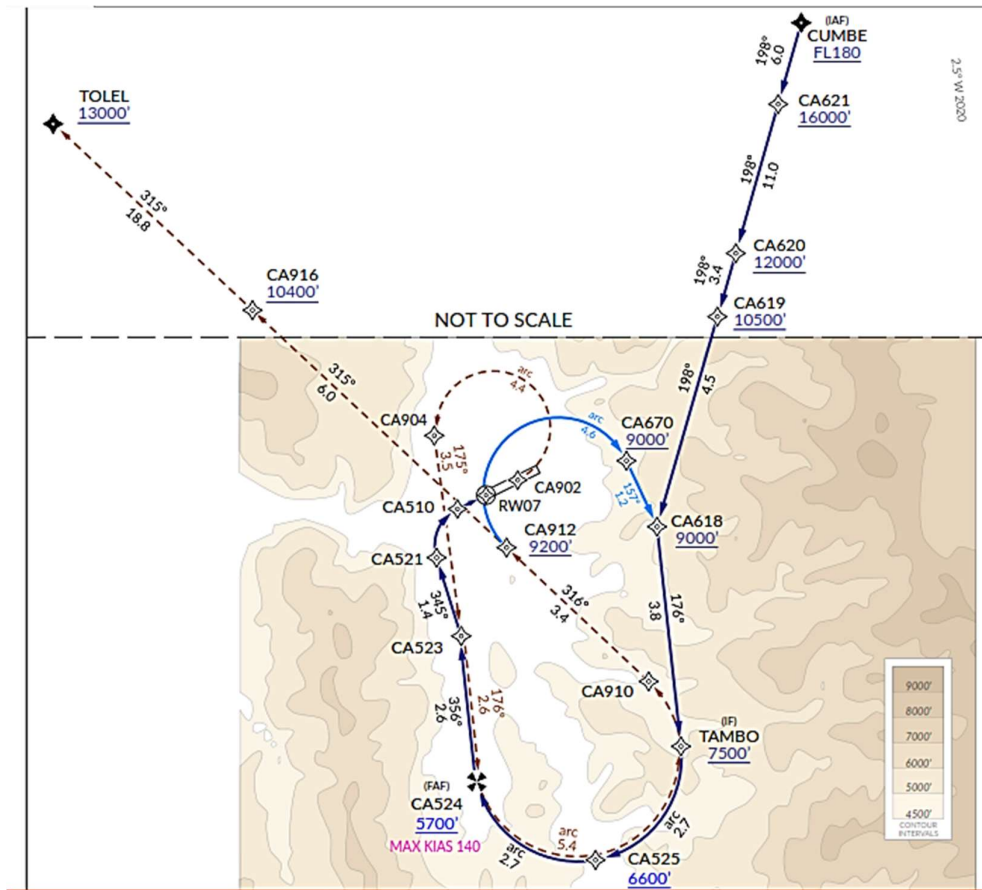 (IAF)
CUMBE
FL180
198°
6.0
2.5° W 2020
TOLEL
13000'
CA621
16000'
198°
11.0
315°
18.8
CA620
12000'
198°
3.4
CA916
10400'
CA619
10500'
NOT TO SCALE
315°
6.0
198°
4.5
arc
4.4
CA904
arc
4.6
CA670
9000'
175°
3.5
CA902
157°
1.2
CA510
RW07
CA618
9000'
CA912
9200'
CA521
345°
1.4
316°
3.4
176°
3.8
CA523
356°
2.6
176°
2.6
CA910
(IF)
TAMBO
7500'
9000'
8000'
7000'
6000'
5000'
4500'
CONTOUR
INTERVALS
(FAF)
CA524
5700'
MAX KIAS 140
arc
2.7
arc
5.4
arc
2.7
CA525
6600'